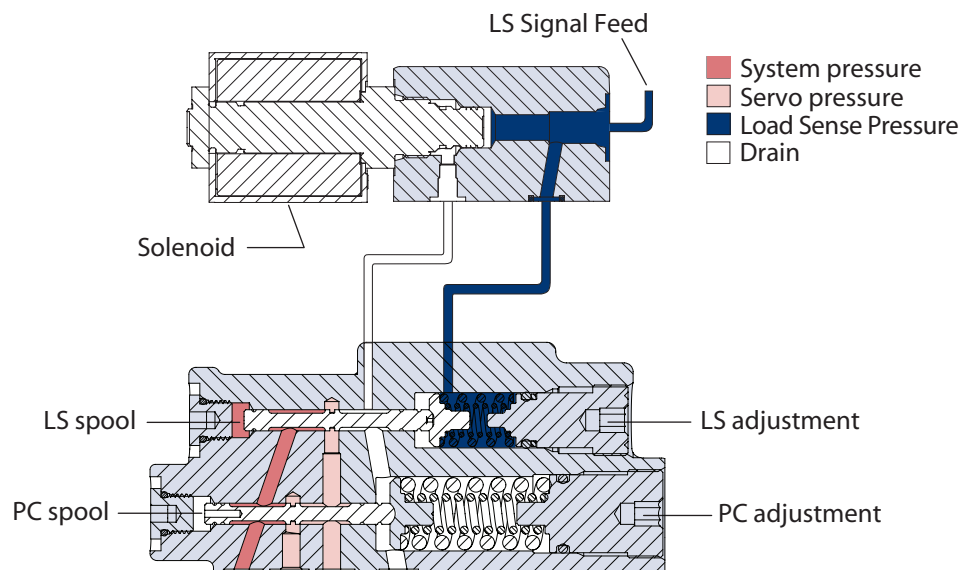 LS Signal Feed
System pressure
Servo pressure
Load Sense Pressure
Drain
Solenoid
LS spool
LS adjustment
PC spool
PC adjustment